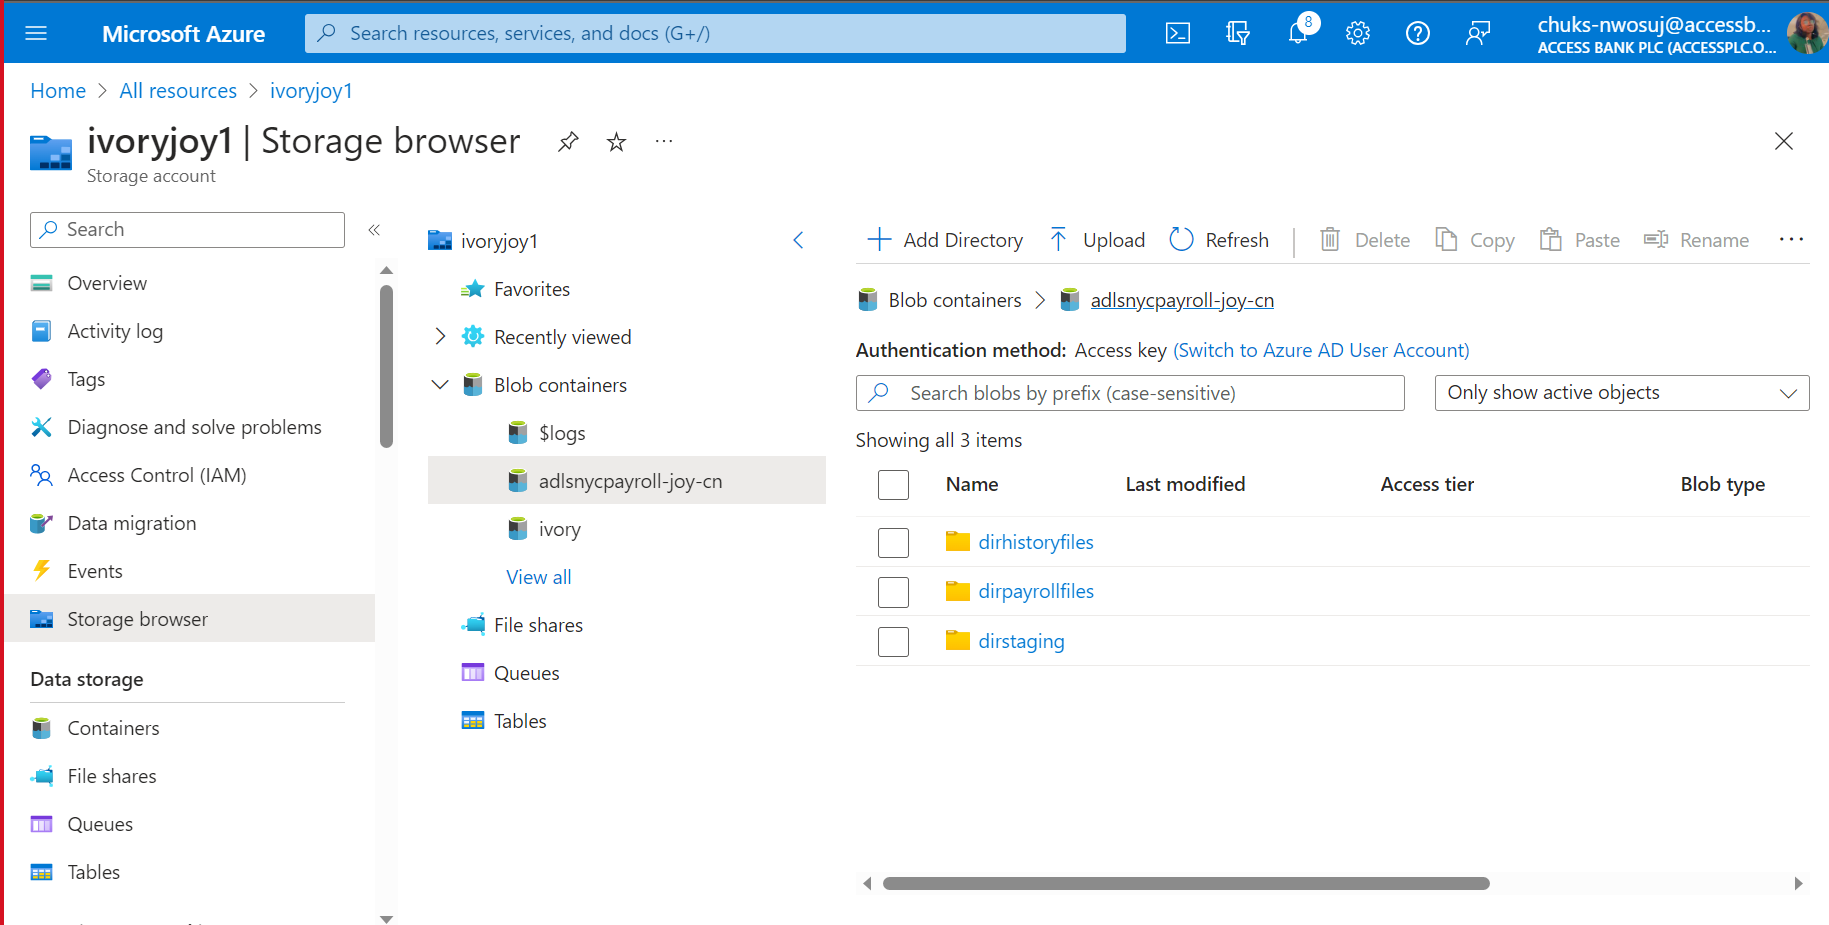 Microsoft Azure
Search resources, services, and docs (G+/)
8
chuks-nwosuj@accessb...
ACCESS BANK PLC (ACCESSPLC.O...
Home > All resources > ivoryjoy1
ivoryjoy1 | Storage browser
Storage account
Search
Overview
Activity log
Tags
Diagnose and solve problems
Access Control (IAM)
Data migration
Events
Storage browser
Data storage
Containers
File shares
Queues
Tables
ivoryjoy1
Favorites
Recently viewed
Blob containers
$logs
adlsnycpayroll-joy-cn
ivory
View all
File shares
Queues
Tables
Add Directory Upload Refresh Delete Copy Paste Rename
Blob containers > adlsnycpayroll-joy-cn
Authentication method: Access key (Switch to Azure AD User Account)
Search blobs by prefix (case-sensitive)
Only show active objects
Showing all 3 items
Name Last modified Access tier Blob type
dirhistoryfiles
dirpayrollfiles
dirstaging